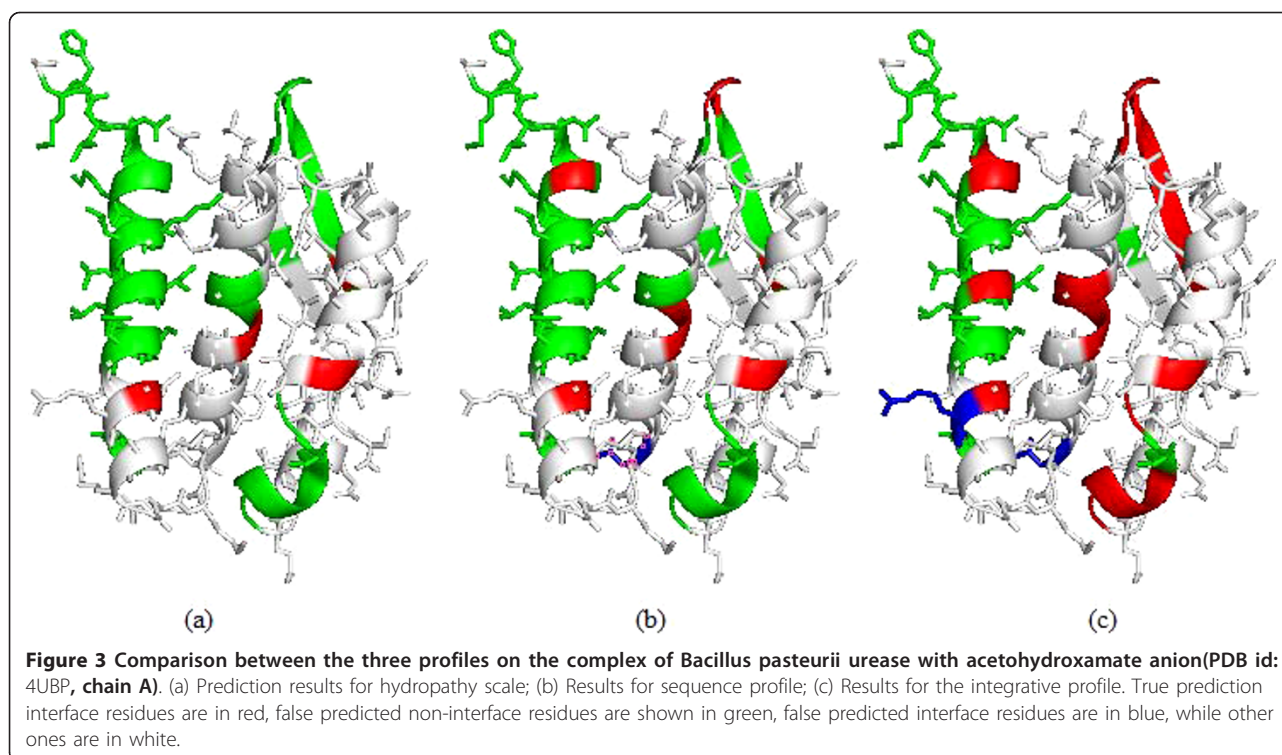 (a) (b) (c)
Figure 3 Comparison between the three profiles on the complex of Bacillus pasteurii urease with acetohydroxamate anion(PDB id:
4UBP, chain A). (a) Prediction results for hydropathy scale; (b) Results for sequence profile; (c) Results for the integrative profile. True prediction
interface residues are in red, false predicted non-interface residues are shown in green, false predicted interface residues are in blue, while other
ones are in white.